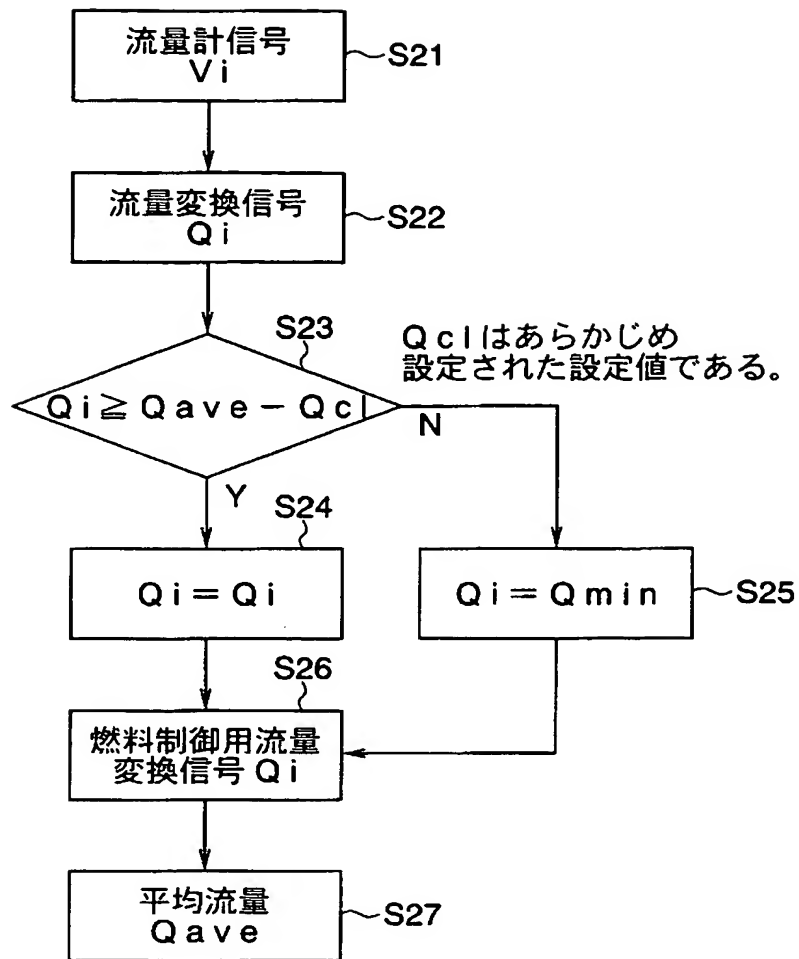 流量計信号
Vi
S21
流量変換信号
Qi
S22
S23
Qclはあらかじめ
設定された設定値である。
Qi≧Qave－Qcl
N
Y
S24
Qi＝Qi
Qi＝Qmin
S25
S26
燃料制御用流量
変換信号Qi
平均流量
Qave
S27